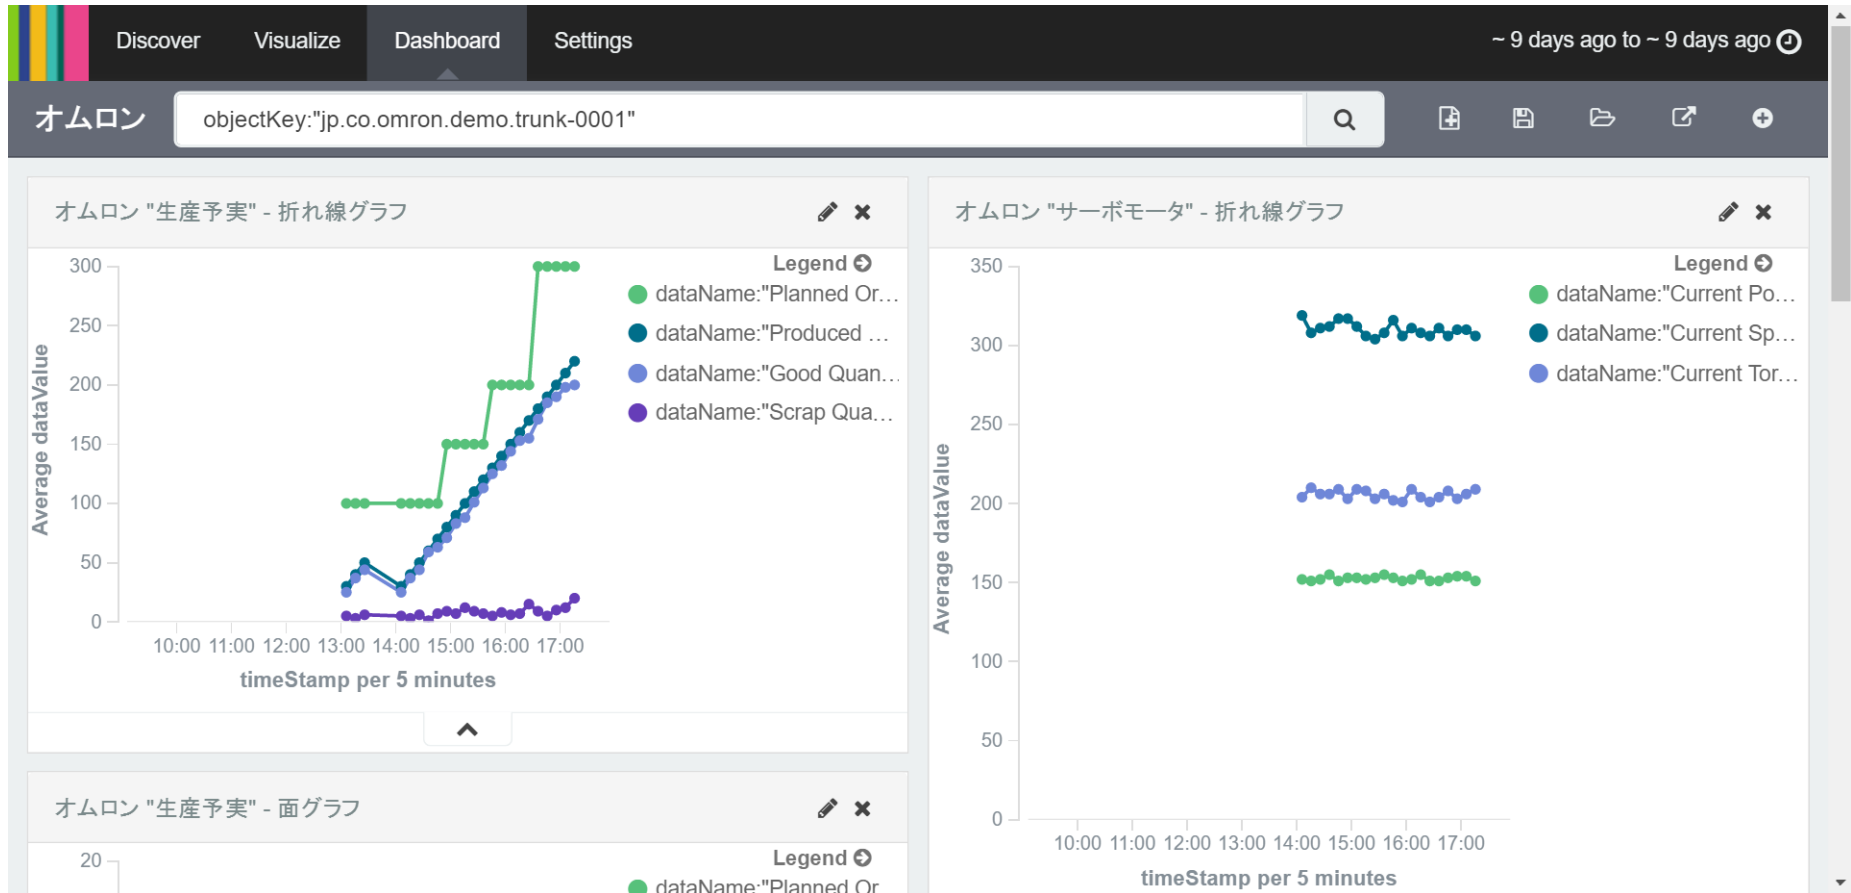 Discover Visualize Dashboard Settings ~ 9 days ago to ~ 9 days ago
オムロン objectKey:"jp.co.omron.demo.trunk-0001"
オムロン "生産予実" - 折れ線グラフ
Legend
dataName:"Planned Or...
dataName:"Produced ...
dataName:"Good Quan...
dataName:"Scrap Qua...
300
250
200
150
100
50
0
Average dataValue
10:00 11:00 12:00 13:00 14:00 15:00 16:00 17:00
timeStamp per 5 minutes
オムロン "サーボモータ" - 折れ線グラフ
Legend
dataName:"Current Po...
dataName:"Current Sp...
dataName:"Current Tor...
350
300
250
200
150
100
50
0
Average dataValue
10:00 11:00 12:00 13:00 14:00 15:00 16:00 17:00
timeStamp per 5 minutes
オムロン "生産予実" - 面グラフ
Legend
20
dataName:"Planned Or